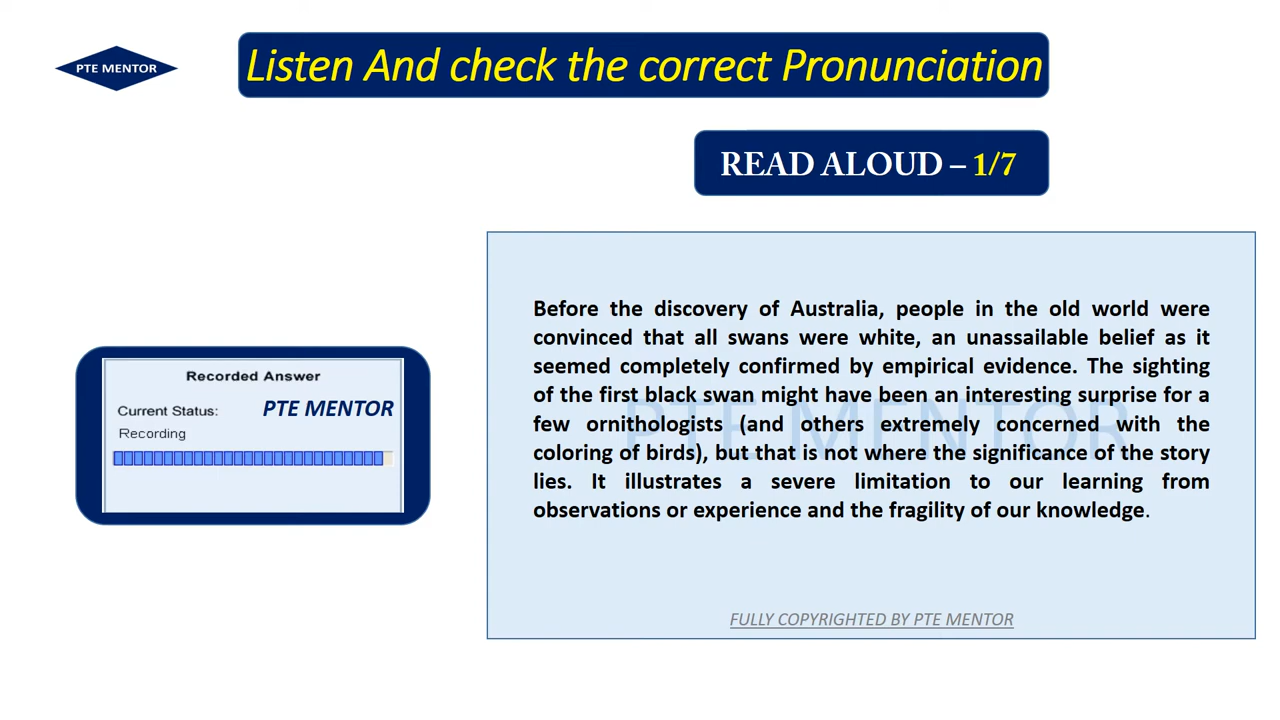 PTE MENTOR
Listen And check the correct Pronunciation
READ ALOUD – 1/7
Recorded Answer
Current Status:
PTE MENTOR
Recording
Before the discovery of Australia, people in the old world were
convinced that all swans were white, an unassailable belief as it
seemed completely confirmed by empirical evidence. The sighting
of the first black swan might have been an interesting surprise for a
few ornithologists (and others extremely concerned with the
coloring of birds), but that is not where the significance of the story
lies. It illustrates a severe limitation to our learning from
observations or experience and the fragility of our knowledge.
PTE MENTOR
FULLY COPYRIGHTED BY PTE MENTOR